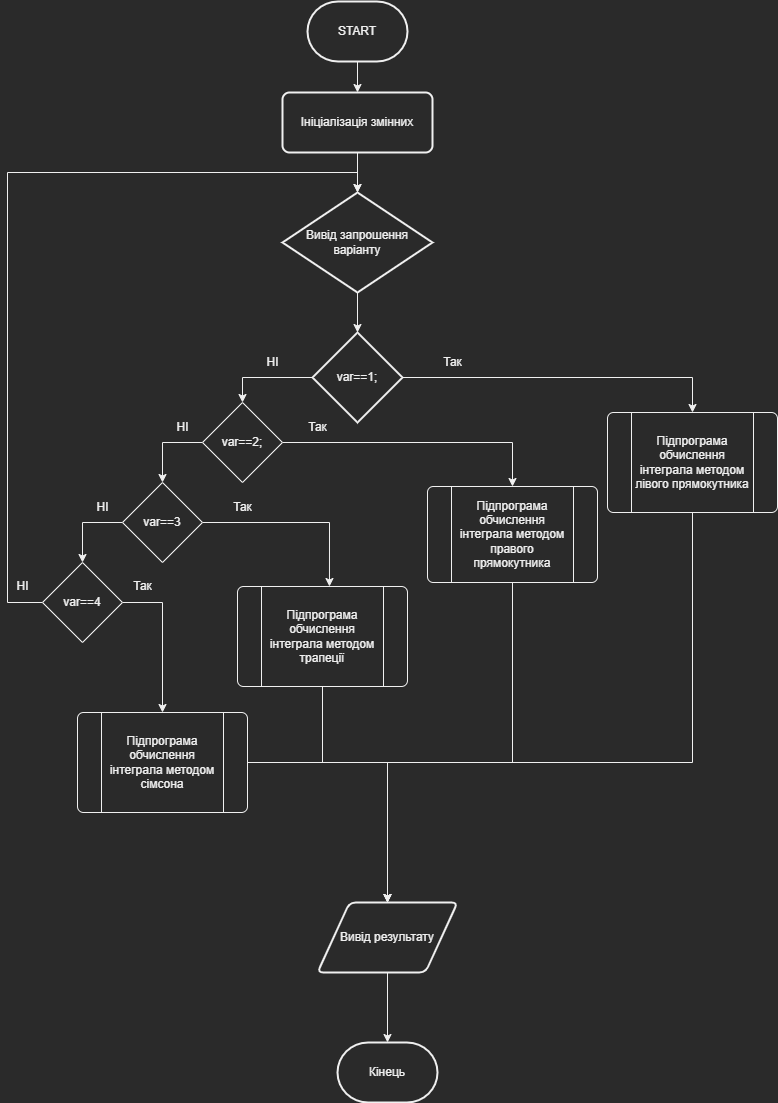 START
Ініціалізація змінних
Вивід запрошення
варіанту
НІ
var==1;
Так
НІ
var==2;
Так
Підпрограма
обчислення
інтеграла методом
лівого прямокутника
НІ
var==3
Так
Підпрограма
обчислення
інтеграла методом
правого
прямокутника
НІ
var==4
Так
Підпрограма
обчислення
інтеграла методом
трапеції
Підпрограма
обчислення
інтеграла методом
сімсона
Вивід результату
Кінець